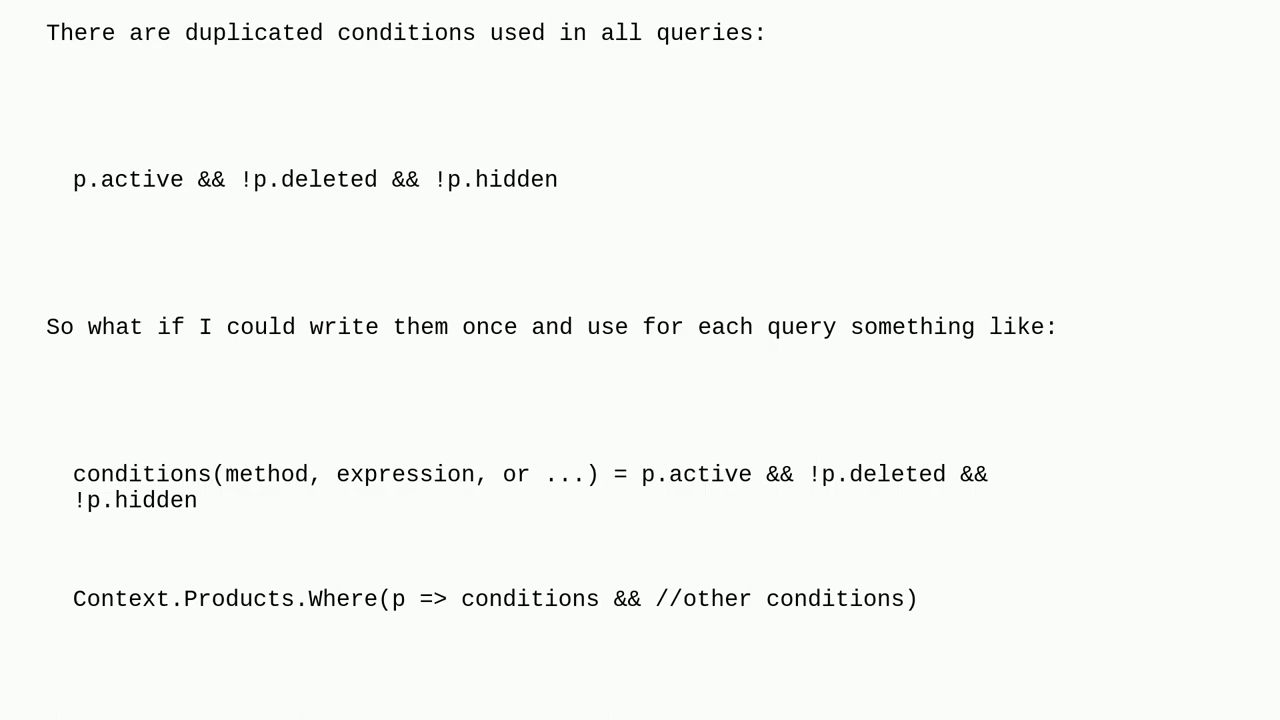 There are duplicated conditions used in all queries:
p.active && !p.deleted && !p.hidden
So what if I could write them once and use for each query something like:
conditions(method, expression, or ...) = p.active && !p.deleted &&
!p.hidden
Context.Products.Where(p => conditions && //other conditions)